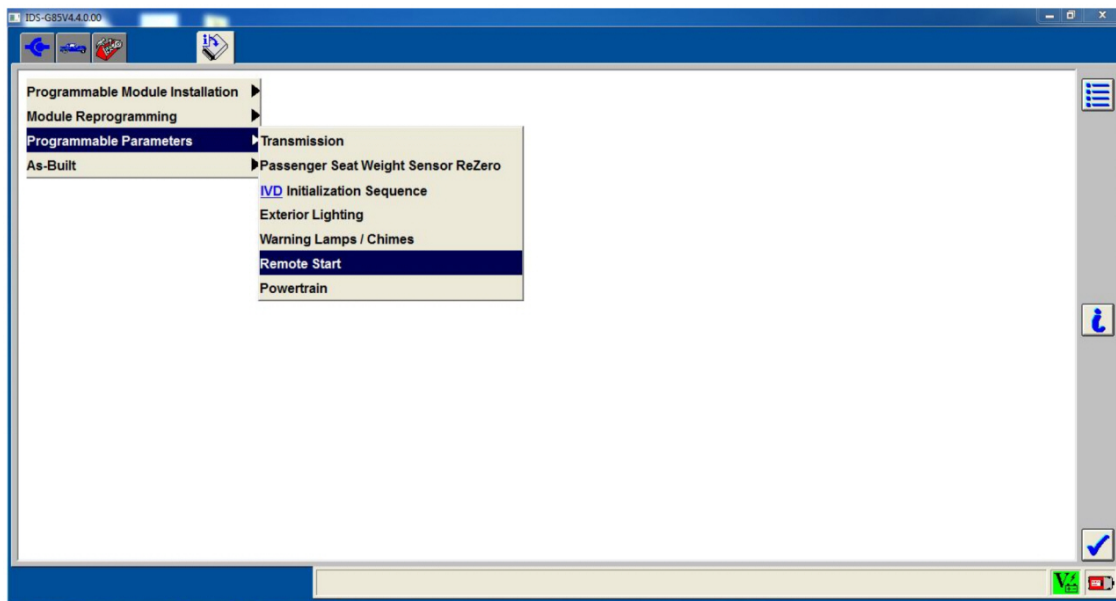 IDS-G85V4.4.0.00
Programmable Module Installation
Module Reprogramming
Programmable Parameters
As-Built
Transmission
Passenger Seat Weight Sensor ReZero
IVD Initialization Sequence
Exterior Lighting
Warning Lamps / Chimes
Remote Start
Powertrain